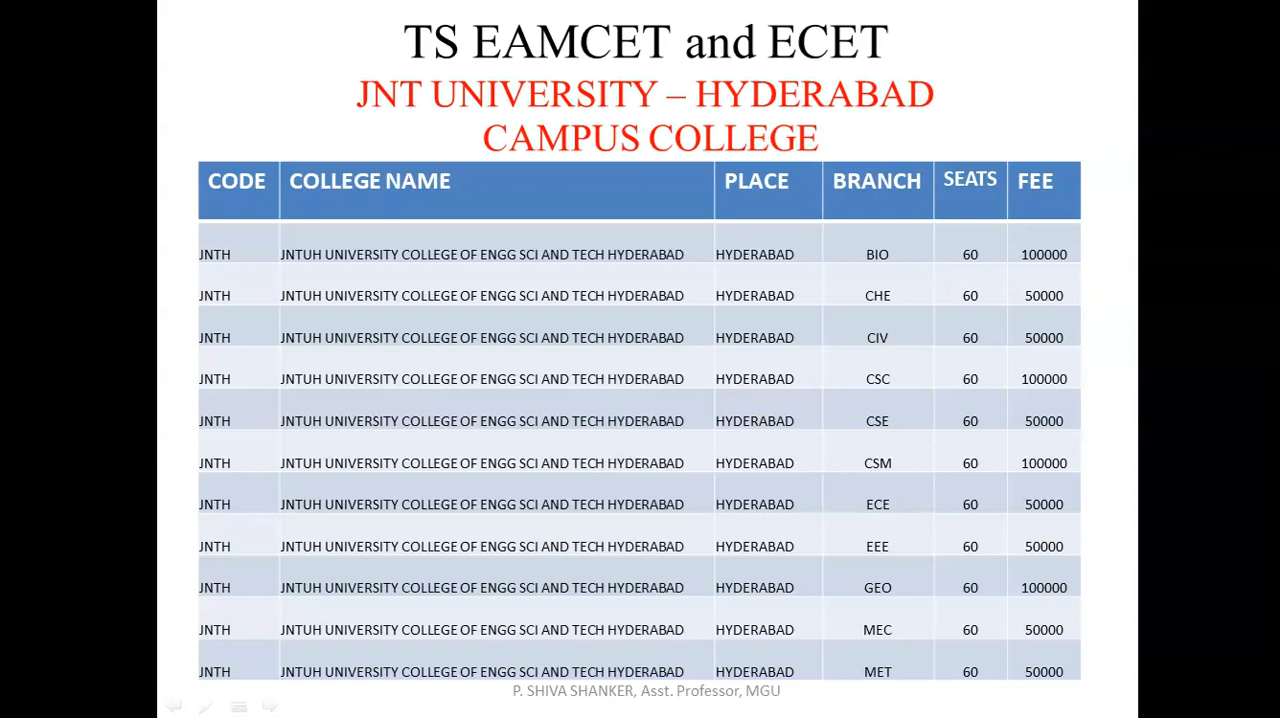 TS EAMCET and ECET
JNT UNIVERSITY – HYDERABAD
CAMPUS COLLEGE
CODE COLLEGE NAME PLACE BRANCH SEATS FEE
JNTH JNTUH UNIVERSITY COLLEGE OF ENGG SCI AND TECH HYDERABAD HYDERABAD BIO 60 100000
JNTH JNTUH UNIVERSITY COLLEGE OF ENGG SCI AND TECH HYDERABAD HYDERABAD CHE 60 50000
JNTH JNTUH UNIVERSITY COLLEGE OF ENGG SCI AND TECH HYDERABAD HYDERABAD CIV 60 50000
JNTH JNTUH UNIVERSITY COLLEGE OF ENGG SCI AND TECH HYDERABAD HYDERABAD CSC 60 100000
JNTH JNTUH UNIVERSITY COLLEGE OF ENGG SCI AND TECH HYDERABAD HYDERABAD CSE 60 50000
JNTH JNTUH UNIVERSITY COLLEGE OF ENGG SCI AND TECH HYDERABAD HYDERABAD CSM 60 100000
JNTH JNTUH UNIVERSITY COLLEGE OF ENGG SCI AND TECH HYDERABAD HYDERABAD ECE 60 50000
JNTH JNTUH UNIVERSITY COLLEGE OF ENGG SCI AND TECH HYDERABAD HYDERABAD EEE 60 50000
JNTH JNTUH UNIVERSITY COLLEGE OF ENGG SCI AND TECH HYDERABAD HYDERABAD GEO 60 100000
JNTH JNTUH UNIVERSITY COLLEGE OF ENGG SCI AND TECH HYDERABAD HYDERABAD MEC 60 50000
JNTH JNTUH UNIVERSITY COLLEGE OF ENGG SCI AND TECH HYDERABAD HYDERABAD MET 60 50000
P. SHIVA SHANKER, Asst. Professor, MGU